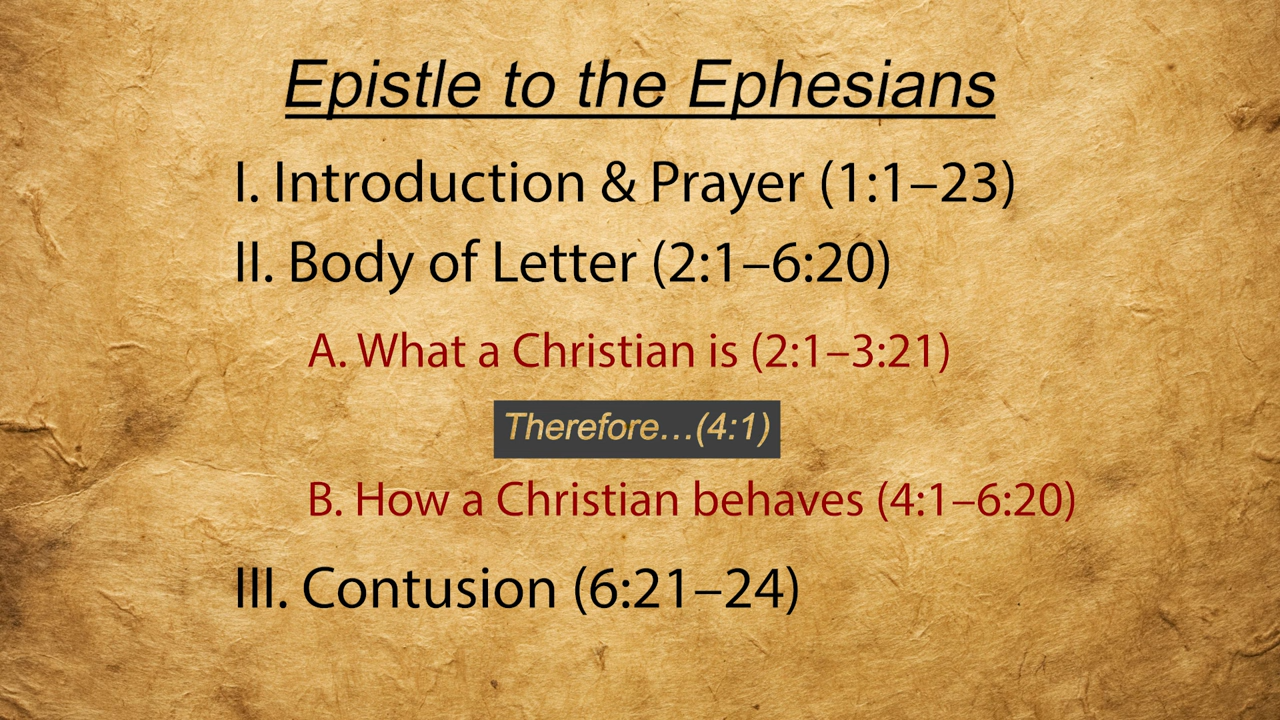 Epistle to the Ephesians
I. Introduction & Prayer (1:1–23)
II. Body of Letter (2:1–6:20)
A. What a Christian is (2:1–3:21)
Therefore…(4:1)
B. How a Christian behaves (4:1–6:20)
III. Contusion (6:21–24)